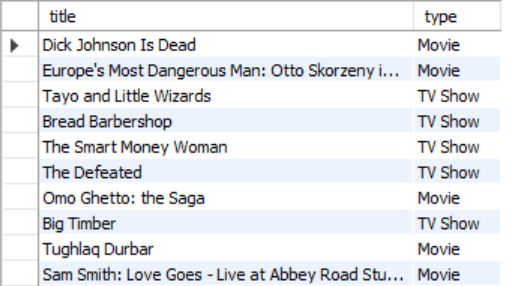 title type
Dick Johnson Is Dead Movie
Europe's Most Dangerous Man: Otto Skorzeny i... Movie
Tayo and Little Wizards TV Show
Bread Barbershop TV Show
The Smart Money Woman TV Show
The Defeated TV Show
Omo Ghetto: the Saga Movie
Big Timber TV Show
Tughlaq Durbar Movie
Sam Smith: Love Goes - Live at Abbey Road Stu... Movie